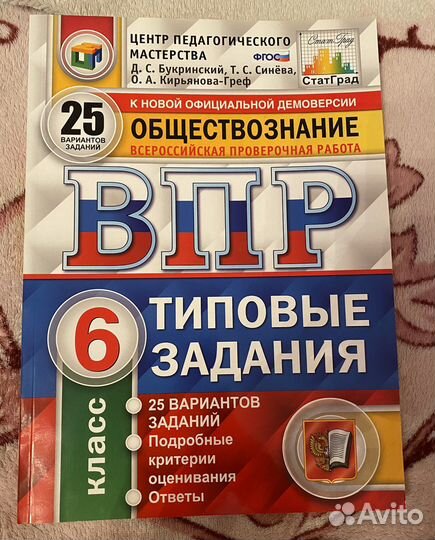 ЦЕНТР ПЕДАГОГИЧЕСКОГО
МАСТЕРСТВА
ФГОС
СтатГрад
СтатГрад
Д. С. Букринский, Т. С. Синёва,
О. А. Кирьянова-Греф
25
ВАРИАНТОВ
ЗАДАНИЙ
К НОВОЙ ОФИЦИАЛЬНОЙ ДЕМОВЕРСИИ
ОБЩЕСТВОЗНАНИЕ
ВСЕРОССИЙСКАЯ ПРОВЕРОЧНАЯ РАБОТА
ВПР
6
КЛАСС
ТИПОВЫЕ
ЗАДАНИЯ
25 ВАРИАНТОВ
ЗАДАНИЙ
Подробные
критерии
оценивания
Ответы
Avito